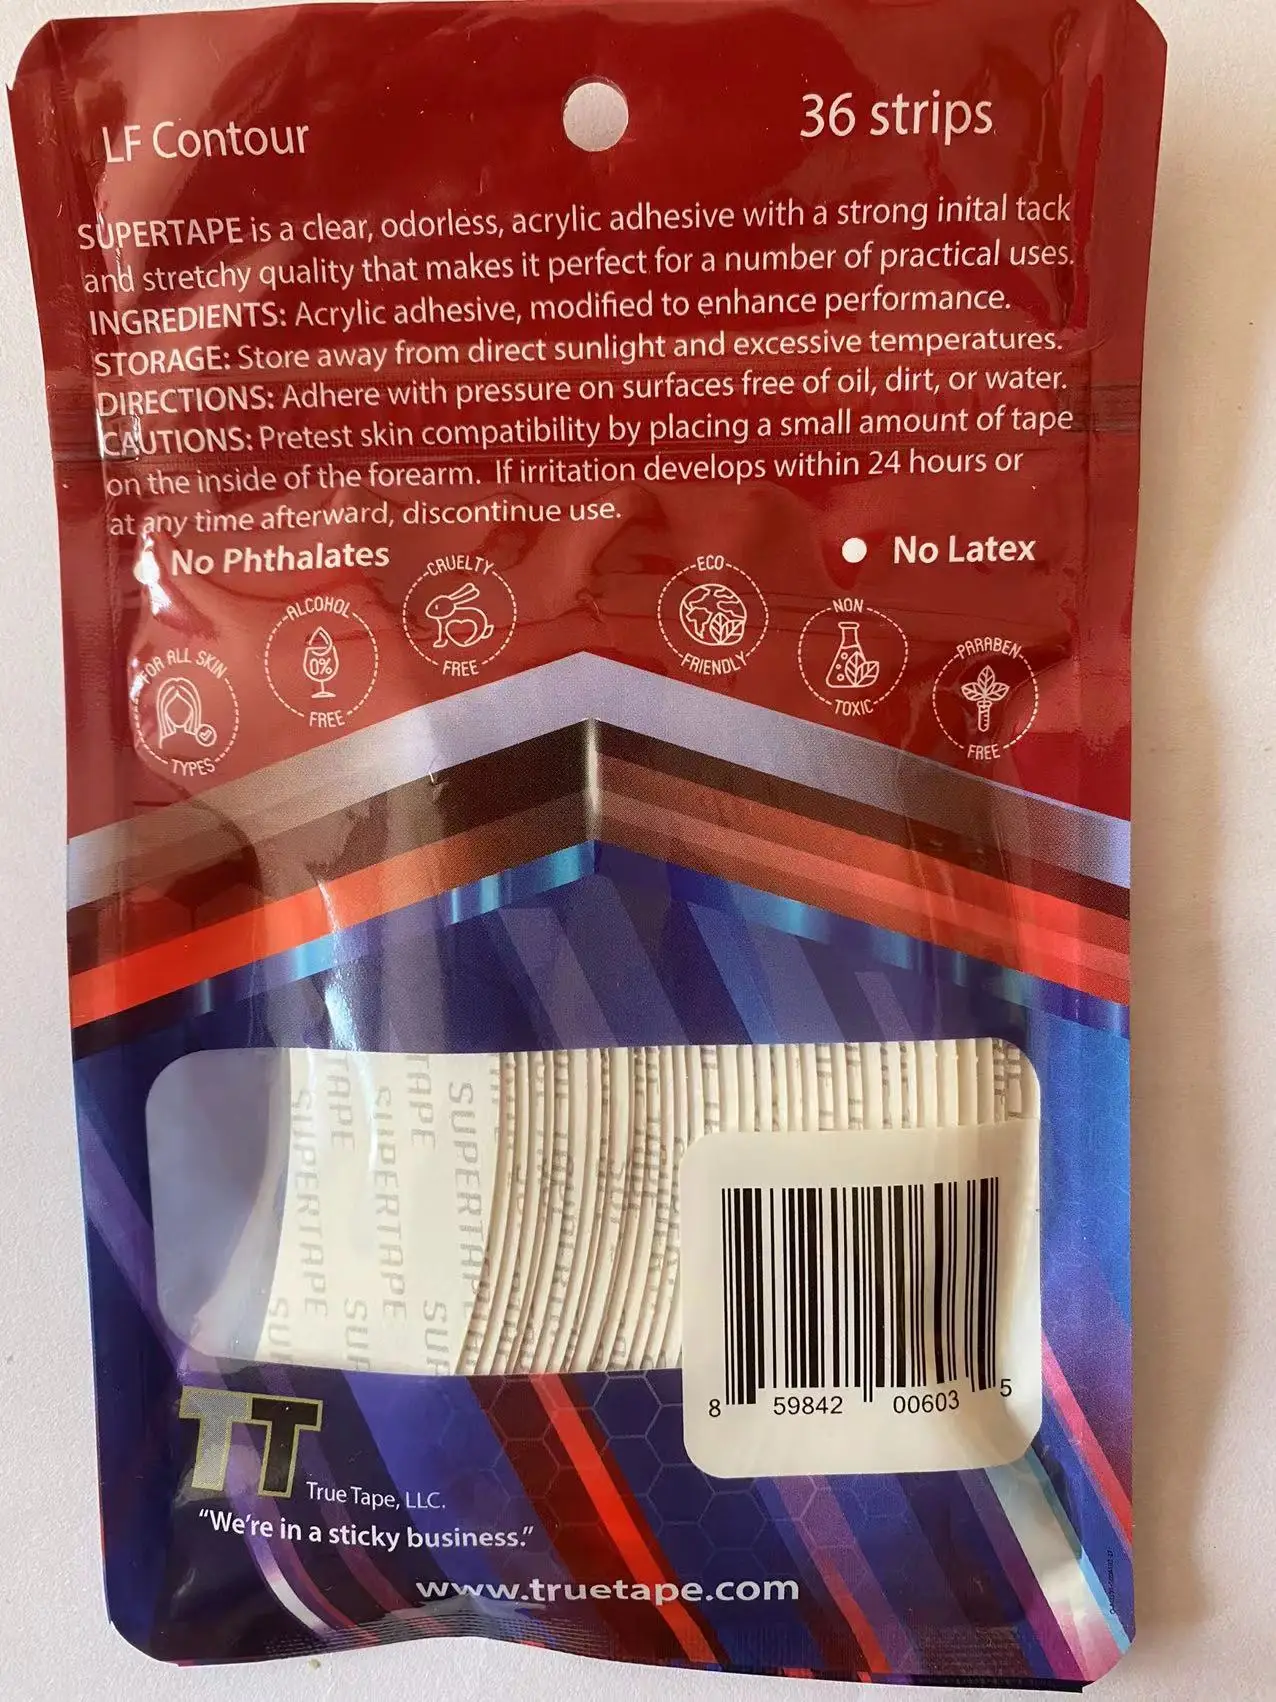 LF Contour
36 strips
SUPERTAPE is a clear, odorless, acrylic adhesive with a strong inital tack
and stretchy quality that makes it perfect for a number of practical uses.
INGREDIENTS: Acrylic adhesive, modified to enhance performance.
STORAGE: Store away from direct sunlight and excessive temperatures.
DIRECTIONS: Adhere with pressure on surfaces free of oil, dirt, or water.
CAUTIONS: Pretest skin compatibility by placing a small amount of tape
on the inside of the forearm. If irritation develops within 24 hours or
at any time afterward, discontinue use.
No Phthalates
No Latex
FOR ALL SKIN TYPES
ALCOHOL FREE
0%
CRUELTY FREE
ECO FRIENDLY
NON TOXIC
PARABEN FREE
TAPE
SUPERTAPE
SUP
TAPE
SUPERTAPE
SUP
SUPERTAPE
8 59842 00603 5
TT
True Tape, LLC.
"We're in a sticky business."
www.truetape.com